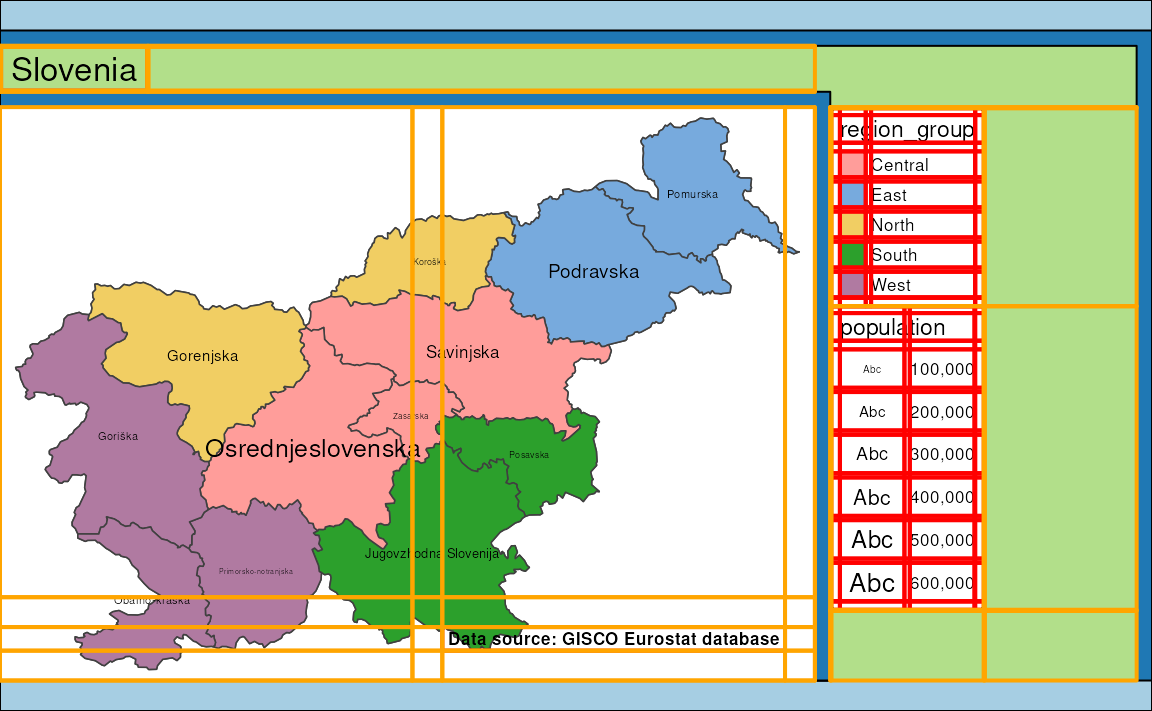 Slovenia
region_group
Central
East
North
South
West
population
Abc 100,000
Abc 200,000
Abc 300,000
Abc 400,000
Abc 500,000
Abc 600,000
Pomurska
Koroška
Podravska
Savinjska
Gorenjska
Zasavska
Goriška
Osrednjeslovenska
Posavska
Jugovzhodna Slovenija
Primorsko-notranjska
Obalno-kraška
Data source: GISCO Eurostat database